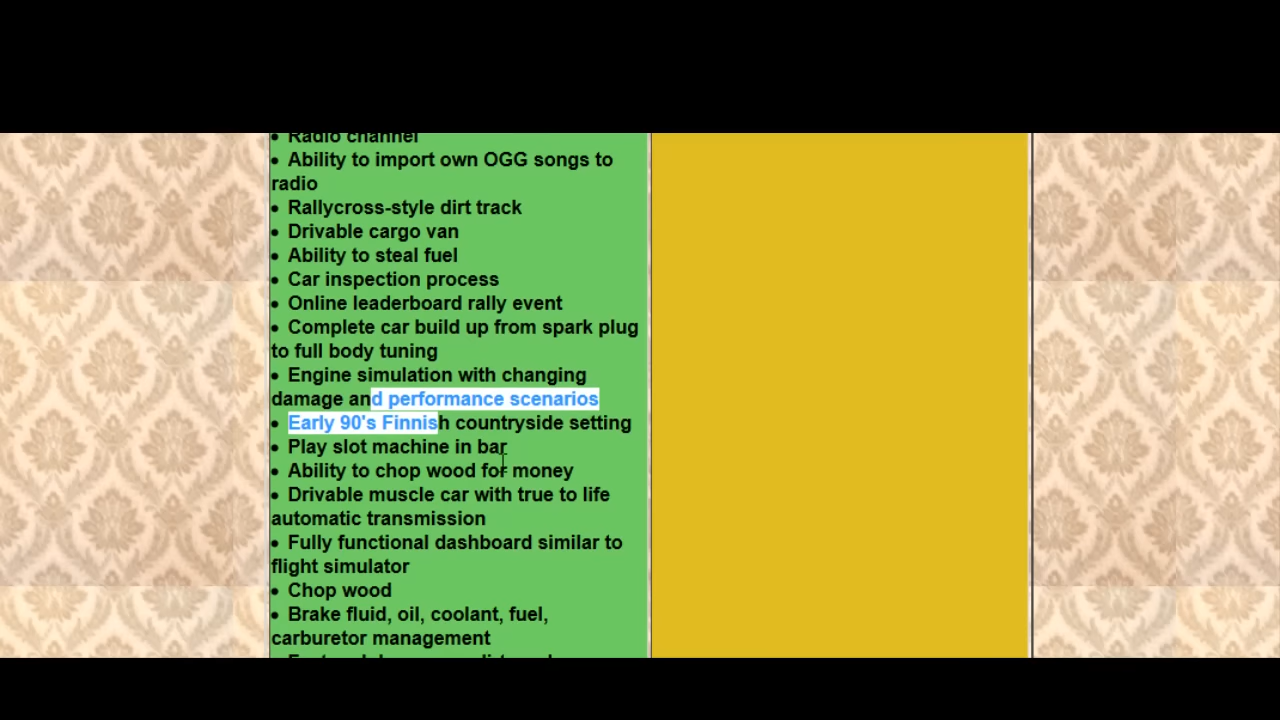 • Radio channel
• Ability to import own OGG songs to
radio
• Rallycross-style dirt track
• Drivable cargo van
• Ability to steal fuel
• Car inspection process
• Online leaderboard rally event
• Complete car build up from spark plug
to full body tuning
• Engine simulation with changing
damage and performance scenarios
• Early 90's Finnish countryside setting
• Play slot machine in bar
• Ability to chop wood for money
• Drivable muscle car with true to life
automatic transmission
• Fully functional dashboard similar to
flight simulator
• Chop wood
• Brake fluid, oil, coolant, fuel,
carburetor management